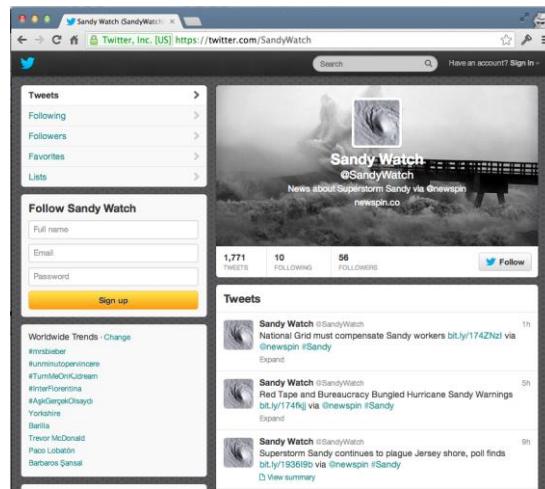 Sandy Watch (SandyWatch)
Twitter, Inc. [US] https://twitter.com/SandyWatch
Search
Have an account? Sign in
Tweets
Following
Followers
Favorites
Lists
Follow Sandy Watch
Full name
Email
Password
Sign up
Worldwide Trends · Change
#mrsbieber
#unminutopervincere
#TurnMeOnKidream
#InterFiorentina
#AşkGerçekOlsaydı
Yorkshire
Barilla
Trevor McDonald
Paco Lobatón
Barbaros Şansal
Sandy Watch
@SandyWatch
News about Superstorm Sandy via @newspin
newspin.co
1,771 TWEETS
10 FOLLOWING
56 FOLLOWERS
Follow
Tweets
Sandy Watch @SandyWatch 1h
National Grid must compensate Sandy workers bit.ly/174ZNzI via
@newspin #Sandy
Expand
Sandy Watch @SandyWatch 5h
Red Tape and Bureaucracy Bungled Hurricane Sandy Warnings
bit.ly/174fkjj via @newspin #Sandy
Expand
Sandy Watch @SandyWatch 9h
Superstorm Sandy continues to plague Jersey shore, poll finds
bit.ly/1936l9b via @newspin #Sandy
View summary